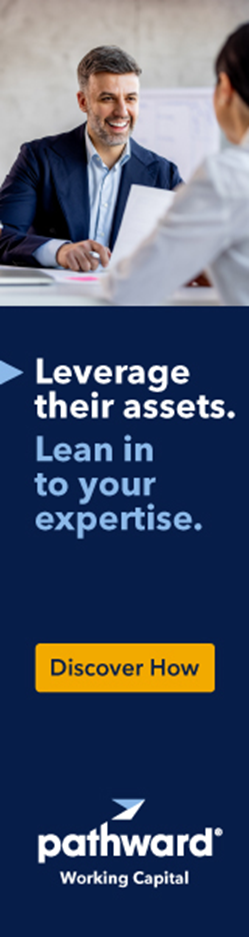 Leverage
their assets.
Lean in
to your
expertise.
Discover How
pathward®
Working Capital